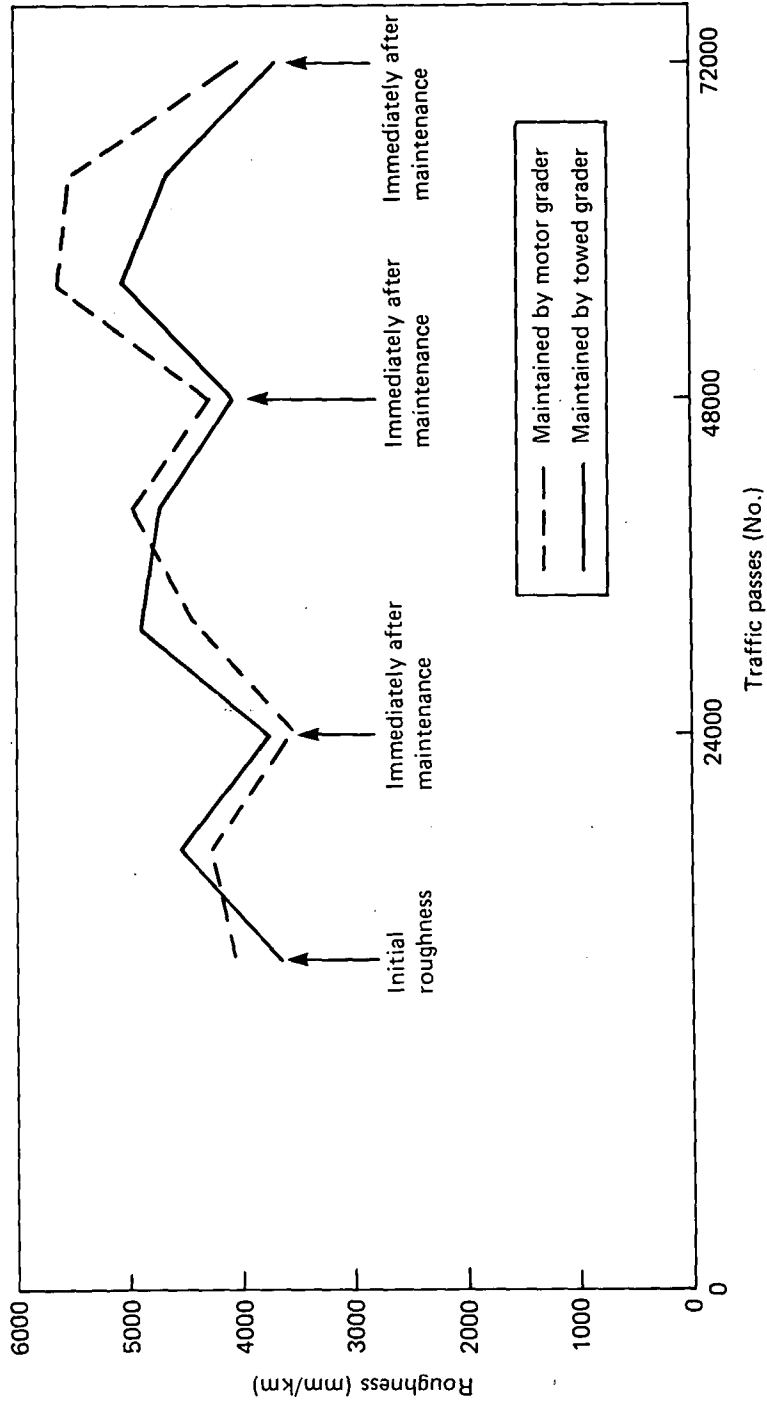 6000
5000
4000
3000
2000
1000
0
Roughness (mm/km)
Initial
roughness
Immediately after
maintenance
Immediately after
maintenance
Immediately after
maintenance
Maintained by motor grader
Maintained by towed grader
0
24000
48000
72000
Traffic passes (No.)